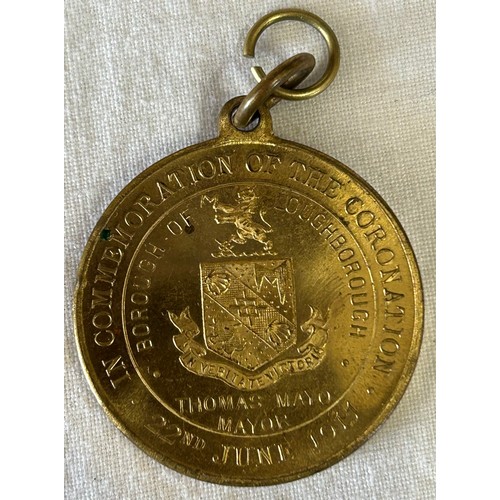 IN COMMEMORATION OF THE CORONATION
BOROUGH · OF LOUGHBOROUGH
IN VERITATE VICTORIA
THOMAS MAYO
MAYOR
22ND JUNE 1911